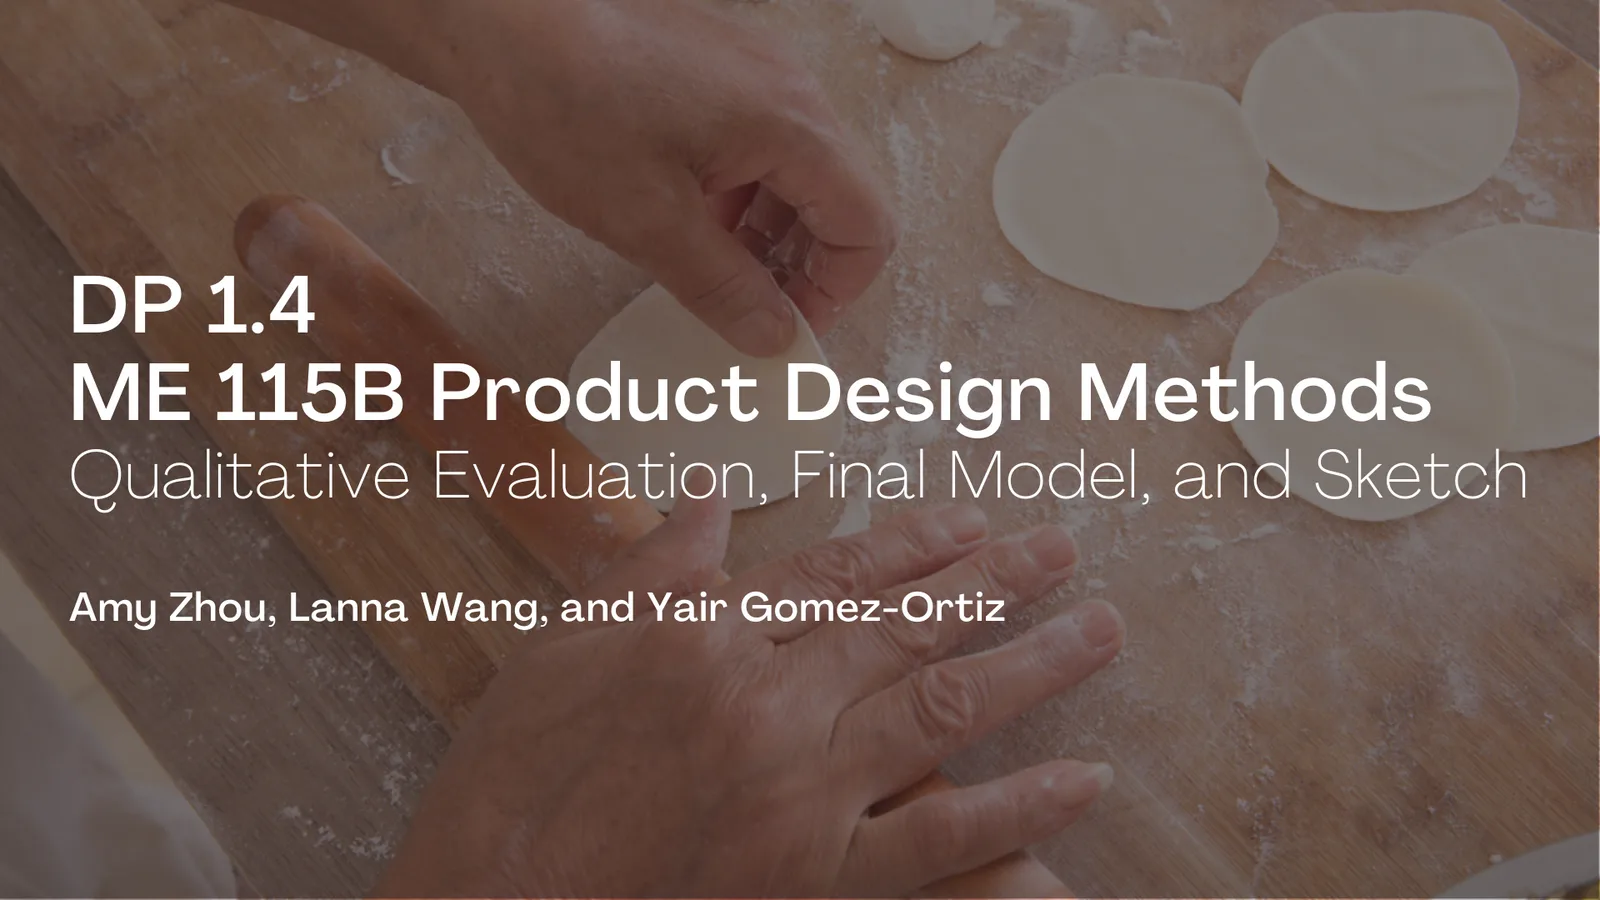 DP 1.4
ME 115B Product Design Methods
Qualitative Evaluation, Final Model, and Sketch
Amy Zhou, Lanna Wang, and Yair Gomez-Ortiz